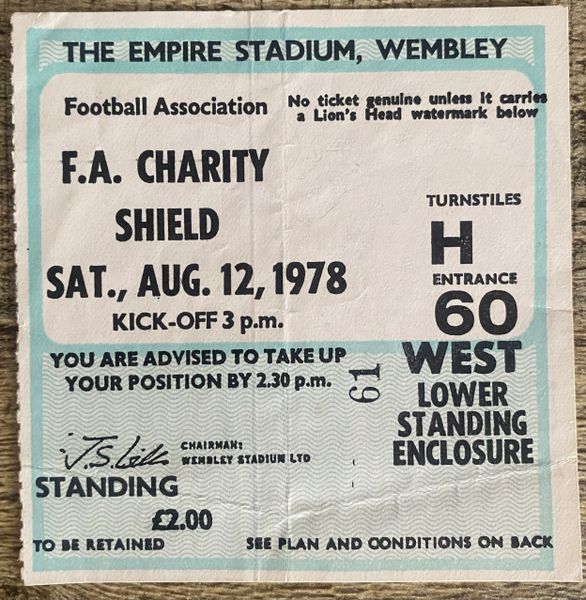 THE EMPIRE STADIUM, WEMBLEY
Football Association
No ticket genuine unless it carries
a Lion's Head watermark below
F.A. CHARITY
SHIELD
SAT., AUG. 12, 1978
KICK-OFF 3 p.m.
TURNSTILES
H
ENTRANCE
60
WEST
LOWER
STANDING
ENCLOSURE
YOU ARE ADVISED TO TAKE UP
YOUR POSITION BY 2.30 p.m.
61
CHAIRMAN:
WEMBLEY STADIUM LTD
STANDING
£2.00
TO BE RETAINED
SEE PLAN AND CONDITIONS ON BACK